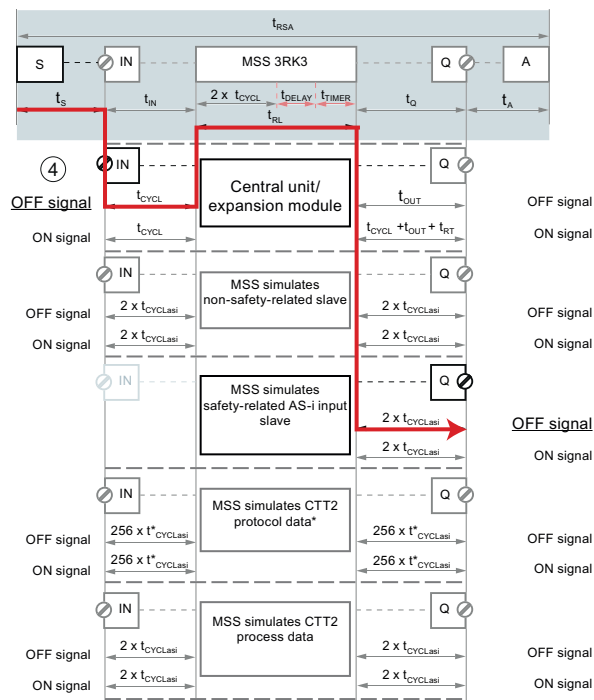 tRSA
S IN MSS 3RK3 Q A
tS tIN 2 x tCYCL tDELAY tTIMER tQ tA
tRL
④ IN Central unit/ Q
expansion module
OFF signal tCYCL tOUT OFF signal
ON signal tCYCL tCYCL +tOUT + tRT ON signal
IN MSS simulates Q
non-safety-related slave
OFF signal 2 x tCYCLasi 2 x tCYCLasi OFF signal
ON signal 2 x tCYCLasi 2 x tCYCLasi ON signal
IN MSS simulates Q
safety-related AS-i input
slave
2 x tCYCLasi OFF signal
2 x tCYCLasi ON signal
IN MSS simulates CTT2 Q
protocol data*
OFF signal 256 x t*CYCLasi 256 x t*CYCLasi OFF signal
ON signal 256 x t*CYCLasi 256 x t*CYCLasi ON signal
IN MSS simulates CTT2 Q
process data
OFF signal 2 x tCYCLasi 2 x tCYCLasi OFF signal
ON signal 2 x tCYCLasi 2 x tCYCLasi ON signal